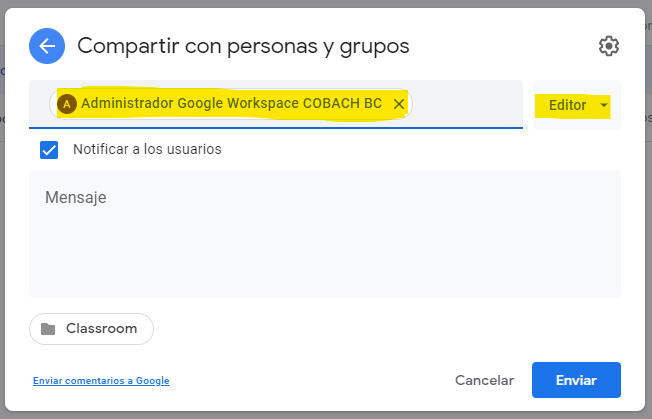 Compartir con personas y grupos
A Administrador Google Workspace COBACH BC
Editor
Notificar a los usuarios
Mensaje
Classroom
Enviar comentarios a Google
Cancelar
Enviar